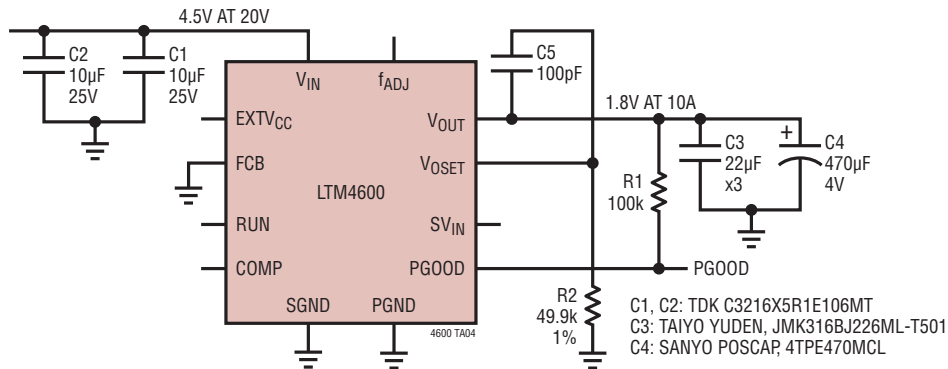 4.5V AT 20V
C2
10µF
25V
C1
10µF
25V
VIN
fADJ
C5
100pF
EXTVCC
VOUT
1.8V AT 10A
FCB
VOSET
LTM4600
R1
100k
C3
22µF
x3
+
C4
470µF
4V
RUN
SVIN
COMP
PGOOD
PGOOD
SGND
PGND
R2
49.9k
1%
4600 TA04
C1, C2: TDK C3216X5R1E106MT
C3: TAIYO YUDEN, JMK316BJ226ML-T501
C4: SANYO POSCAP, 4TPE470MCL